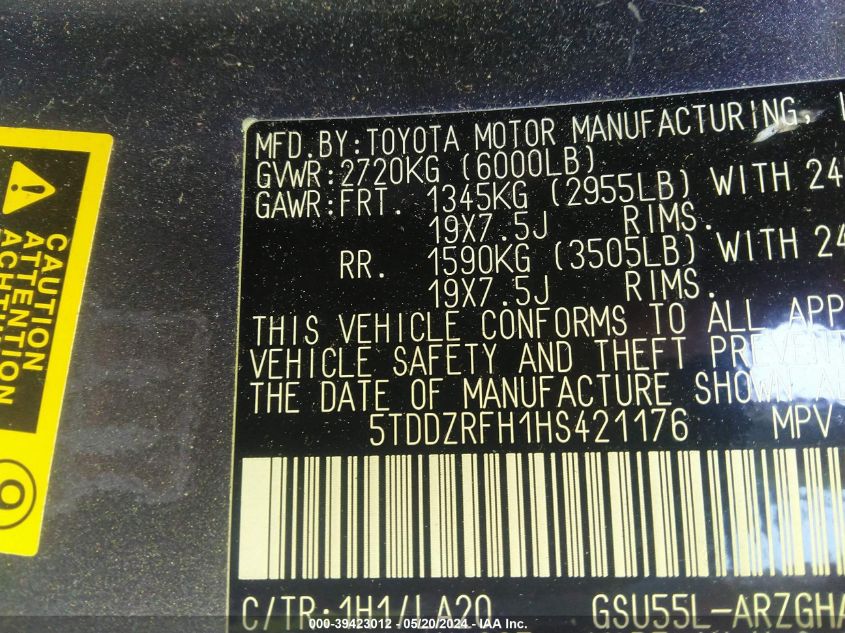 MFD.BY:TOYOTA MOTOR MANUFACTURING,
GVWR:2720KG (6000LB)
GAWR:FRT. 1345KG (2955LB) WITH 24
19X7.5J RIMS.
RR. 1590KG (3505LB) WITH 24
19X7.5J RIMS.
THIS VEHICLE CONFORMS TO ALL APP
VEHICLE SAFETY AND THEFT PREVENT
THE DATE OF MANUFACTURE SHOWN A
5TDDZRFH1HS421176 MPV
C/TR:1H1/LA20 GSU55L-ARZGHA
CAUTION
ATTENTION
ACHTUNG
000-39423012 - 05/20/2024 - IAA Inc.